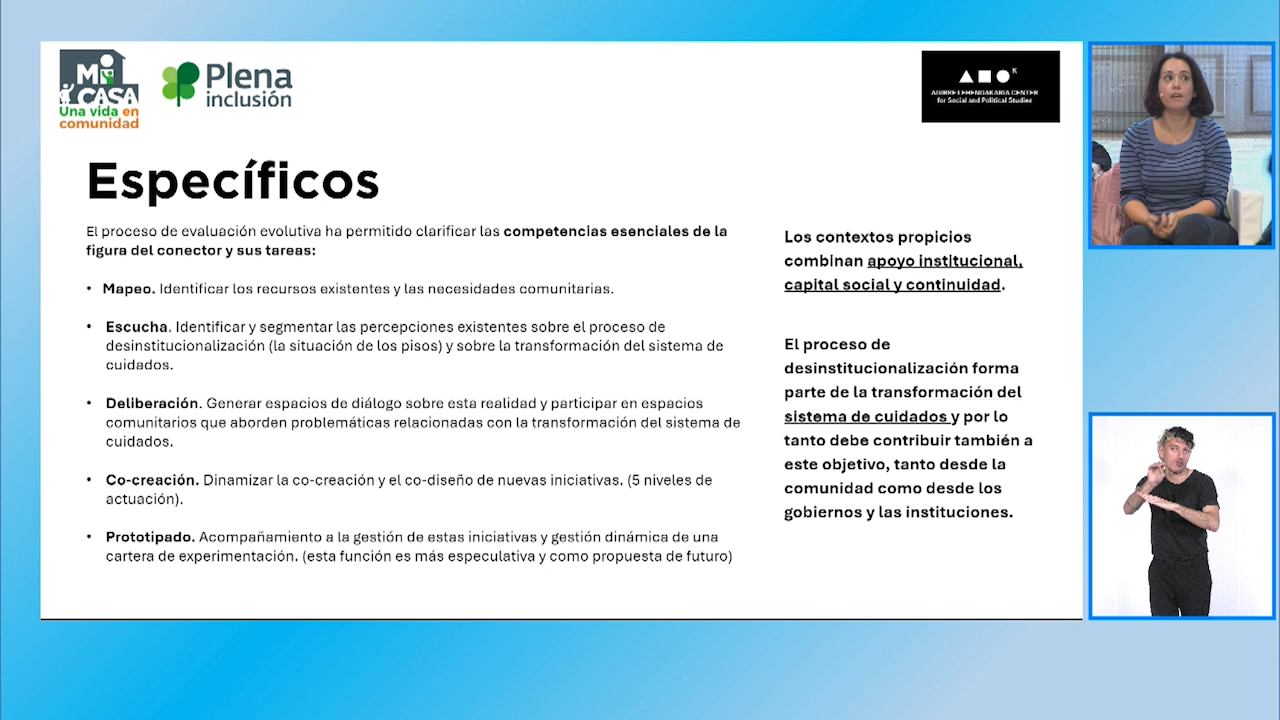 Mi
CASA
Una vida en
comunidad
Plena
inclusión
K
AGIRRE LEHENDAKARIA CENTER
for Social and Political Studies
Específicos
El proceso de evaluación evolutiva ha permitido clarificar las competencias esenciales de la
figura del conector y sus tareas:
• Mapeo. Identificar los recursos existentes y las necesidades comunitarias.
• Escucha. Identificar y segmentar las percepciones existentes sobre el proceso de
desinstitucionalización (la situación de los pisos) y sobre la transformación del sistema de
cuidados.
• Deliberación. Generar espacios de diálogo sobre esta realidad y participar en espacios
comunitarios que aborden problemáticas relacionadas con la transformación del sistema de
cuidados.
• Co-creación. Dinamizar la co-creación y el co-diseño de nuevas iniciativas. (5 niveles de
actuación).
• Prototipado. Acompañamiento a la gestión de estas iniciativas y gestión dinámica de una
cartera de experimentación. (esta función es más especulativa y como propuesta de futuro)
Los contextos propicios
combinan apoyo institucional,
capital social y continuidad.
El proceso de
desinstitucionalización forma
parte de la transformación del
sistema de cuidados y por lo
tanto debe contribuir también a
este objetivo, tanto desde la
comunidad como desde los
gobiernos y las instituciones.